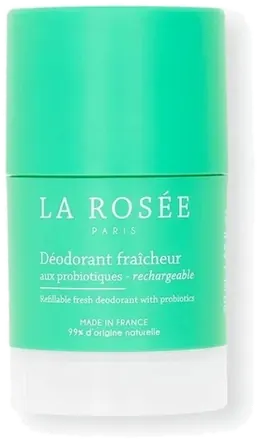 LA ROSÉE
PARIS
Déodorant fraîcheur
aux probiotiques - rechargeable
Refillable fresh deodorant with probiotics
MADE IN FRANCE
99% d'origine naturelle